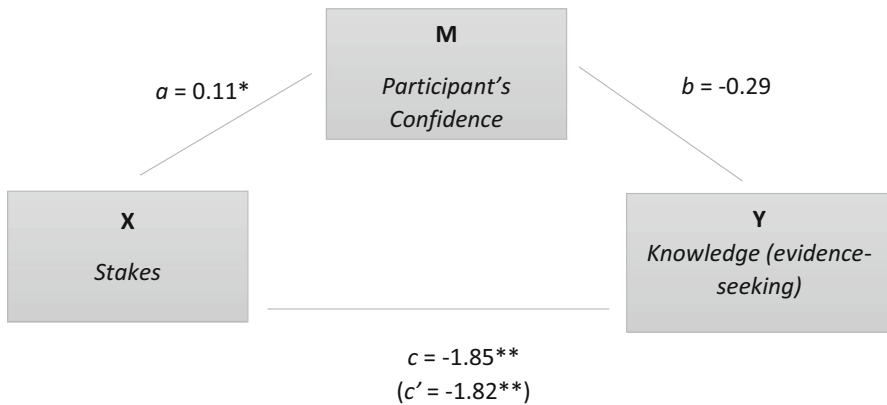 M
Participant's
Confidence
a = 0.11*
b = -0.29
X
Stakes
Y
Knowledge (evidence-
seeking)
c = -1.85**
(c' = -1.82**)